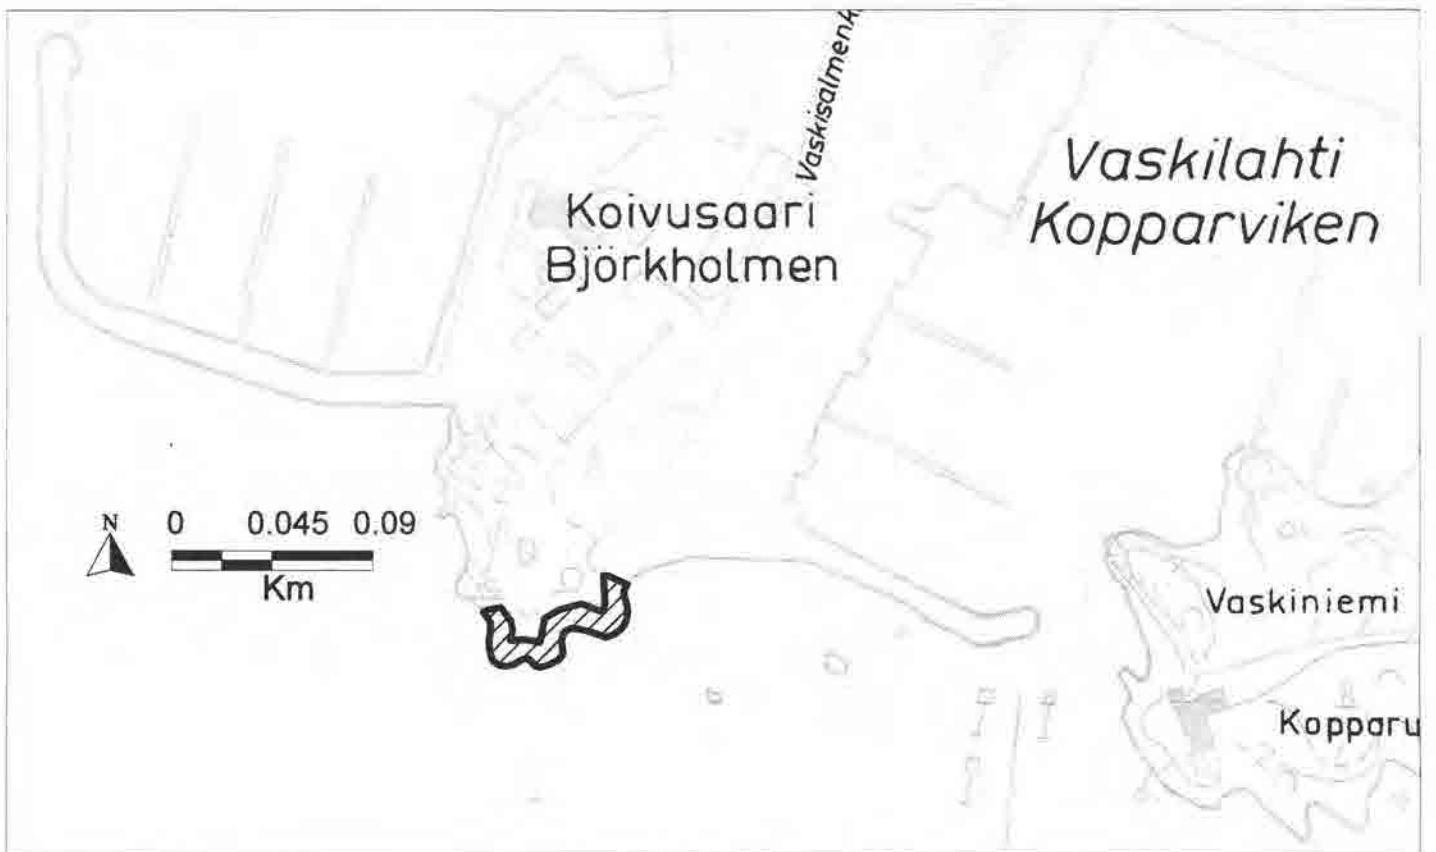 Vaskisalmenk
Vaskilahti
Kopparviken
Koivusaari
Björkholmen
N
0 0.045 0.09
Km
Vaskiniemi
Kopparu